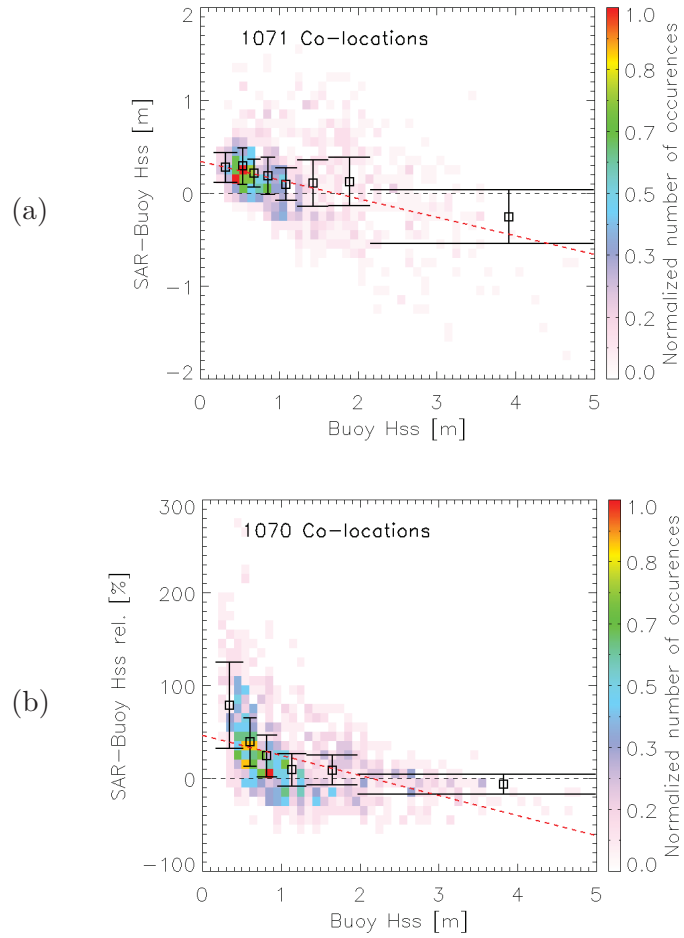 (a)
1071 Co-locations
SAR-Buoy Hss [m]
2
1
0
-1
-2
0 1 2 3 4 5
Buoy Hss [m]
1.0
0.8
0.7
0.5
0.3
0.2
0.0
Normalized number of occurences
(b)
1070 Co-locations
SAR-Buoy Hss rel. [%]
300
200
100
0
-100
0 1 2 3 4 5
Buoy Hss [m]
1.0
0.8
0.7
0.5
0.3
0.2
0.0
Normalized number of occurences